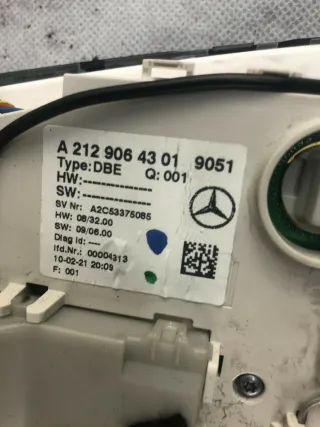 A 212 906 43 01 9051
Type:DBE Q:001
HW:---------------
SW:---------------
SV Nr: A2C53375065
HW: 08/32.00
SW: 09/06.00
Diag id: ----
lfd.Nr.: 00004313
10-02-21 20:09
F: 001